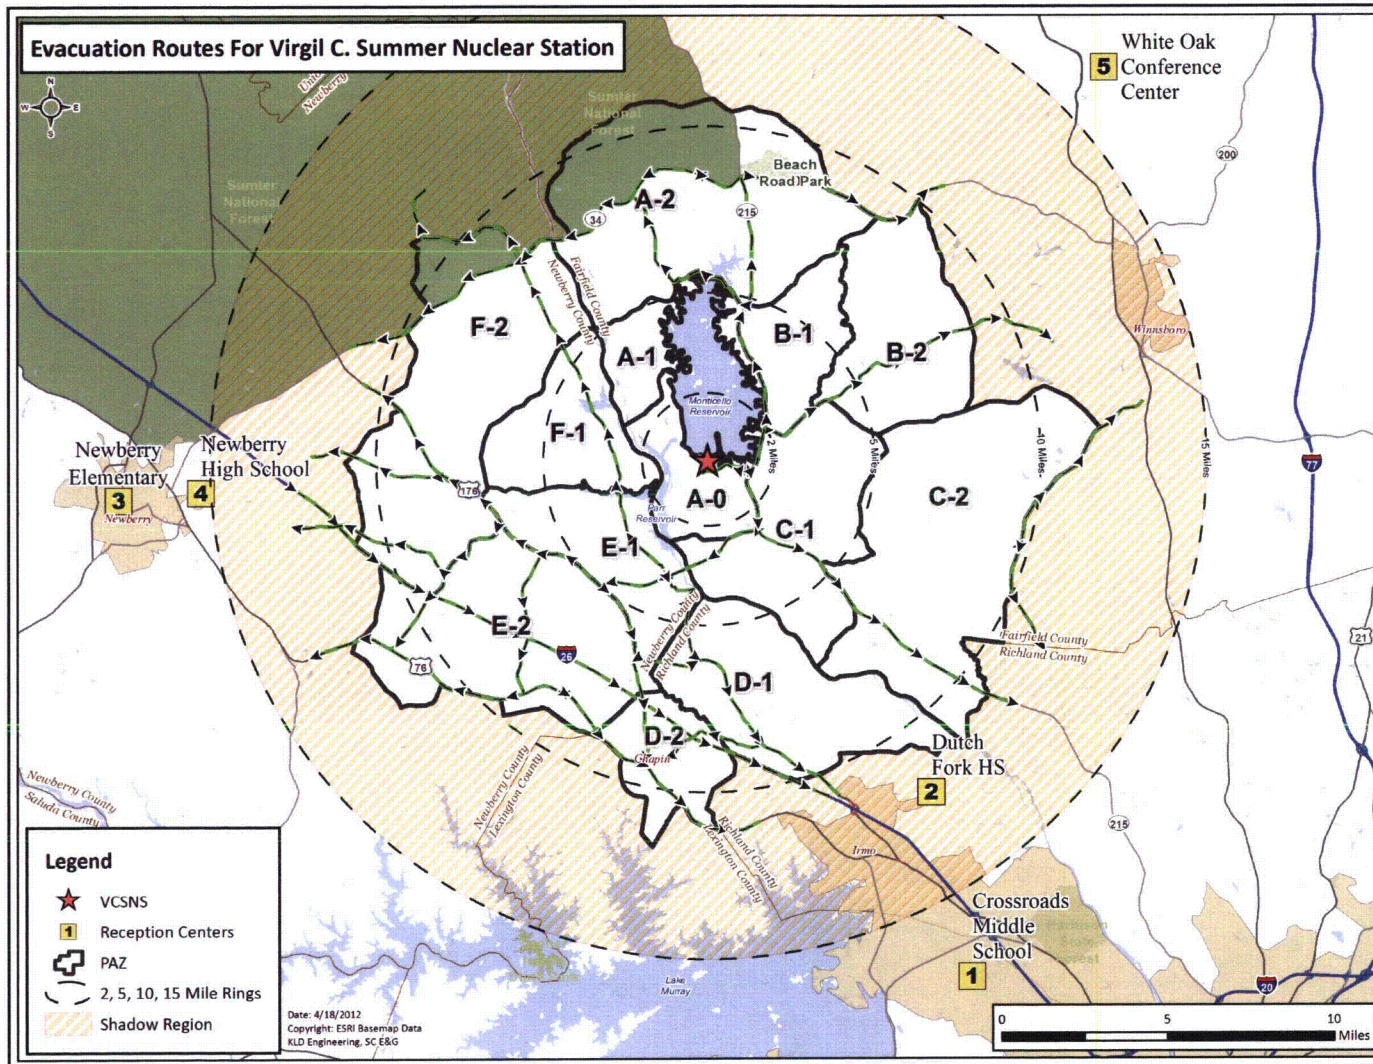 Evacuation Routes For Virgil C. Summer Nuclear Station
N
W
E
S
Union
Newberry
Sumter
National
Forest
Sumter
National
Forest
5
White Oak
Conference
Center
200
Beach
Road Park
A-2
34
215
Fairfield County
Newberry County
F-2
A-1
B-1
B-2
Winnsboro
Monticello
Reservoir
F-1
2 Miles
5 Miles
10 Miles
15 Miles
77
Newberry
Elementary
3
Newberry
Newberry
High School
4
176
A-0
C-2
Parr
Reservoir
C-1
E-1
E-2
Newberry County
Richland County
Fairfield County
Richland County
21
26
76
D-1
D-2
Chapin
Dutch
Fork HS
2
Newberry County
Saluda County
Newberry County
Lexington County
Richland County
Lexington County
Irmo
215
Crossroads
Middle
School
1
State
Forest
20
Lake
Murray
Legend
VCSNS
1
Reception Centers
PAZ
2, 5, 10, 15 Mile Rings
Shadow Region
Date: 4/18/2012
Copyright: ESRI Basemap Data
KLD Engineering, SC E&G
0
5
10
Miles